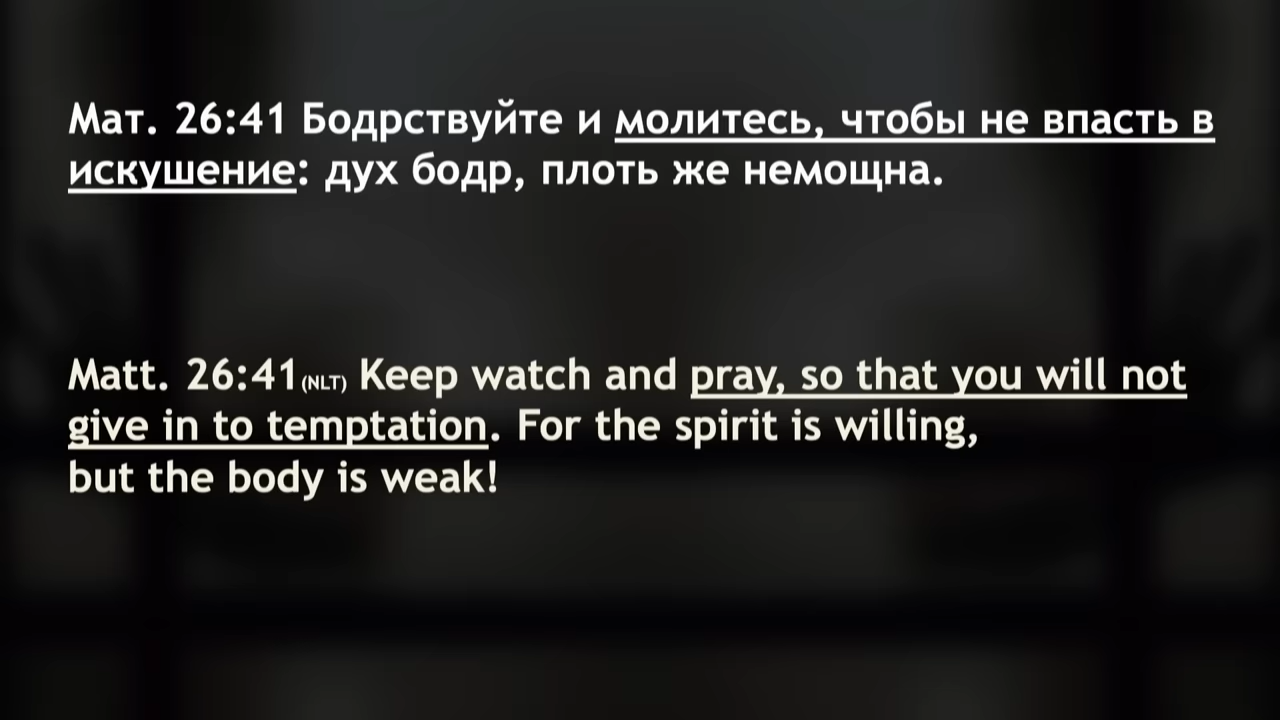 Мат. 26:41 Бодрствуйте и молитесь, чтобы не впасть в
искушение: дух бодр, плоть же немощна.
Matt. 26:41(NLT) Keep watch and pray, so that you will not
give in to temptation. For the spirit is willing,
but the body is weak!